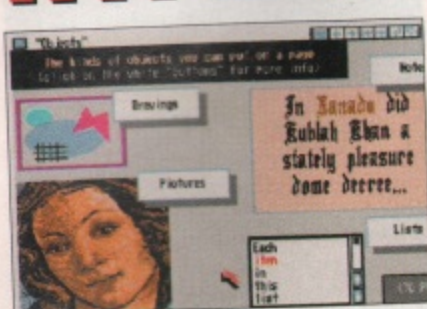 "Objects"
The kinds of objects you can put on a page
(click on the white "buttons" for more info)
Note
Drawings
In Xanadu did
Kublah Khan a
stately pleasure
dome decree...
Pictures
Lists
Each
item
in
this
list